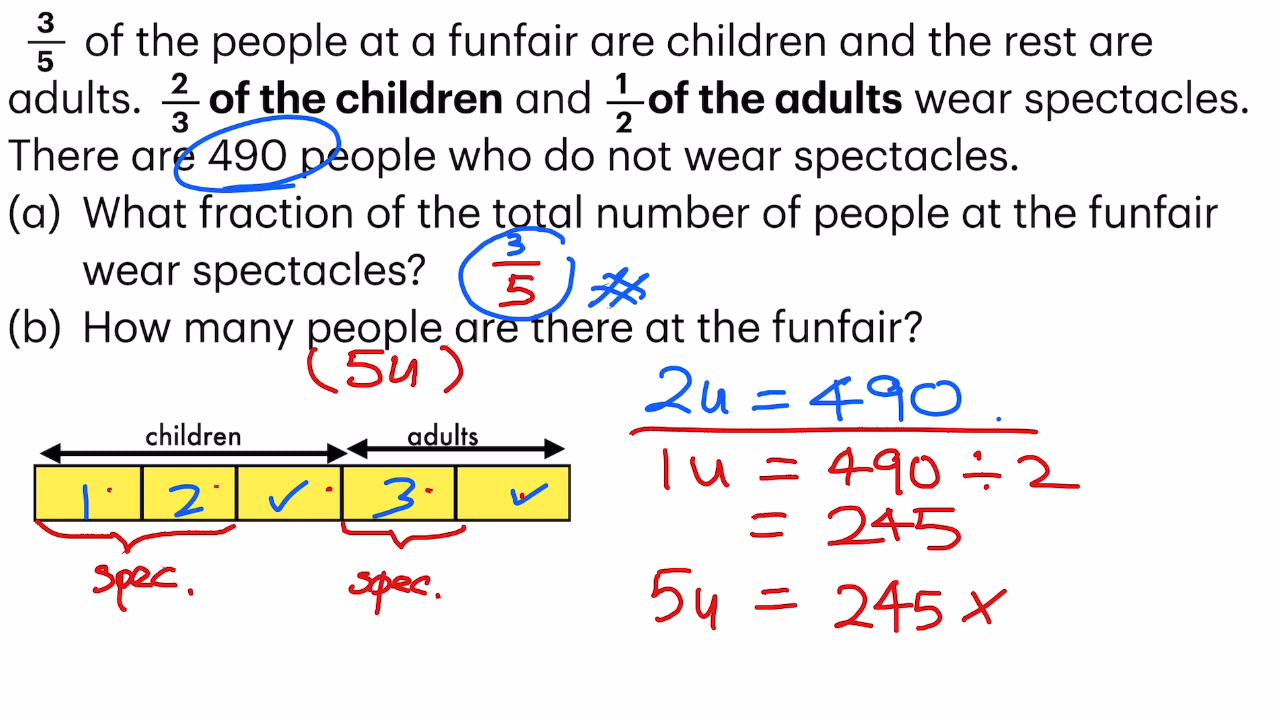 3/5 of the people at a funfair are children and the rest are
adults. 2/3 of the children and 1/2 of the adults wear spectacles.
There are 490 people who do not wear spectacles.
(a) What fraction of the total number of people at the funfair
wear spectacles? 3/5
(b) How many people are there at the funfair?
(5u)
children adults
1 2 ✓ 3 ✓
spec. spec.
2u = 490
1u = 490 ÷ 2
= 245
5u = 245 ×